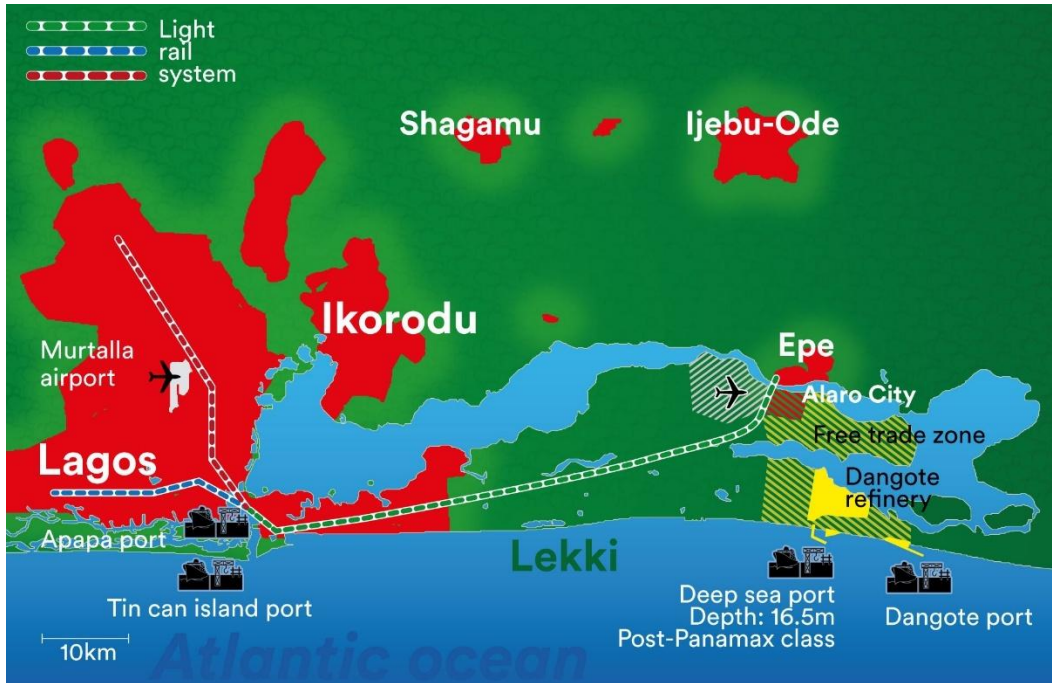 Light
rail
system
Shagamu
Ijebu-Ode
Ikorodu
Murtalla
airport
Epe
Alaro City
Free trade zone
Lagos
Dangote
refinery
Apapa port
Lekki
Tin can island port
Deep sea port
Depth: 16.5m
Post-Panamax class
Dangote port
10km
Atlantic ocean